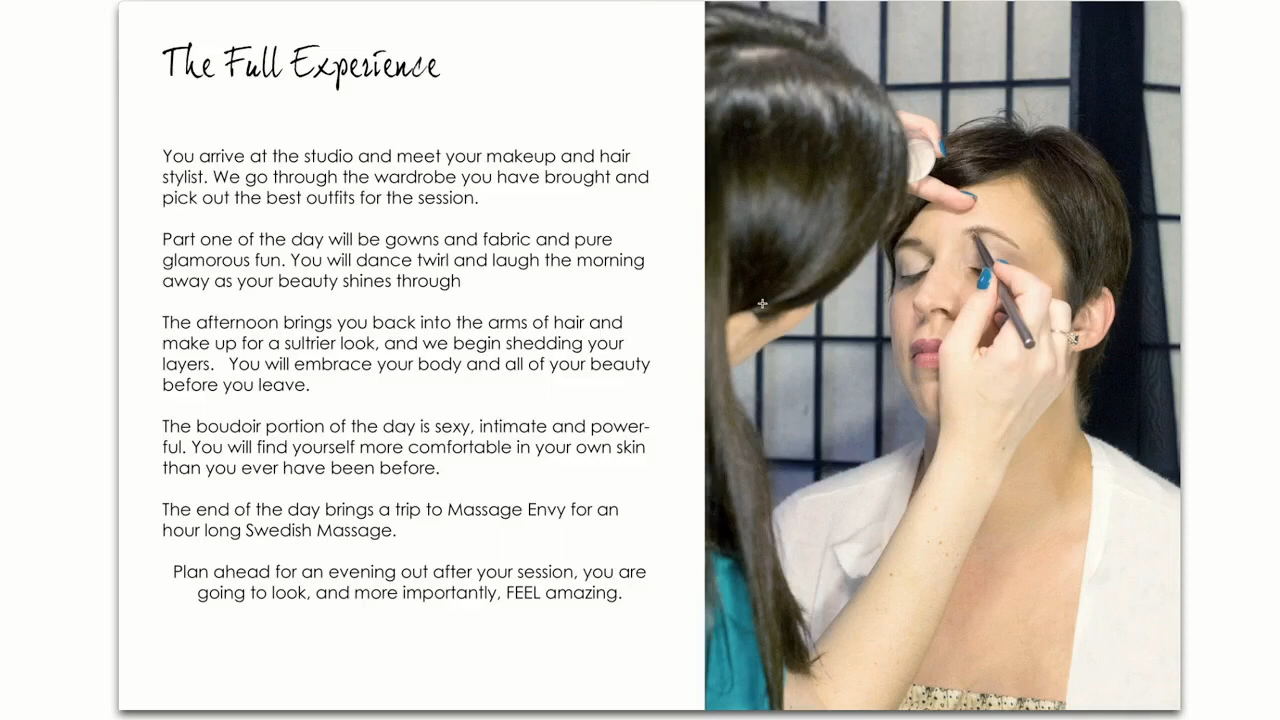 The Full Experience
You arrive at the studio and meet your makeup and hair
stylist. We go through the wardrobe you have brought and
pick out the best outfits for the session.
Part one of the day will be gowns and fabric and pure
glamorous fun. You will dance twirl and laugh the morning
away as your beauty shines through
The afternoon brings you back into the arms of hair and
make up for a sultrier look, and we begin shedding your
layers.   You will embrace your body and all of your beauty
before you leave.
The boudoir portion of the day is sexy, intimate and power-
ful. You will find yourself more comfortable in your own skin
than you ever have been before.
The end of the day brings a trip to Massage Envy for an
hour long Swedish Massage.
Plan ahead for an evening out after your session, you are
going to look, and more importantly, FEEL amazing.